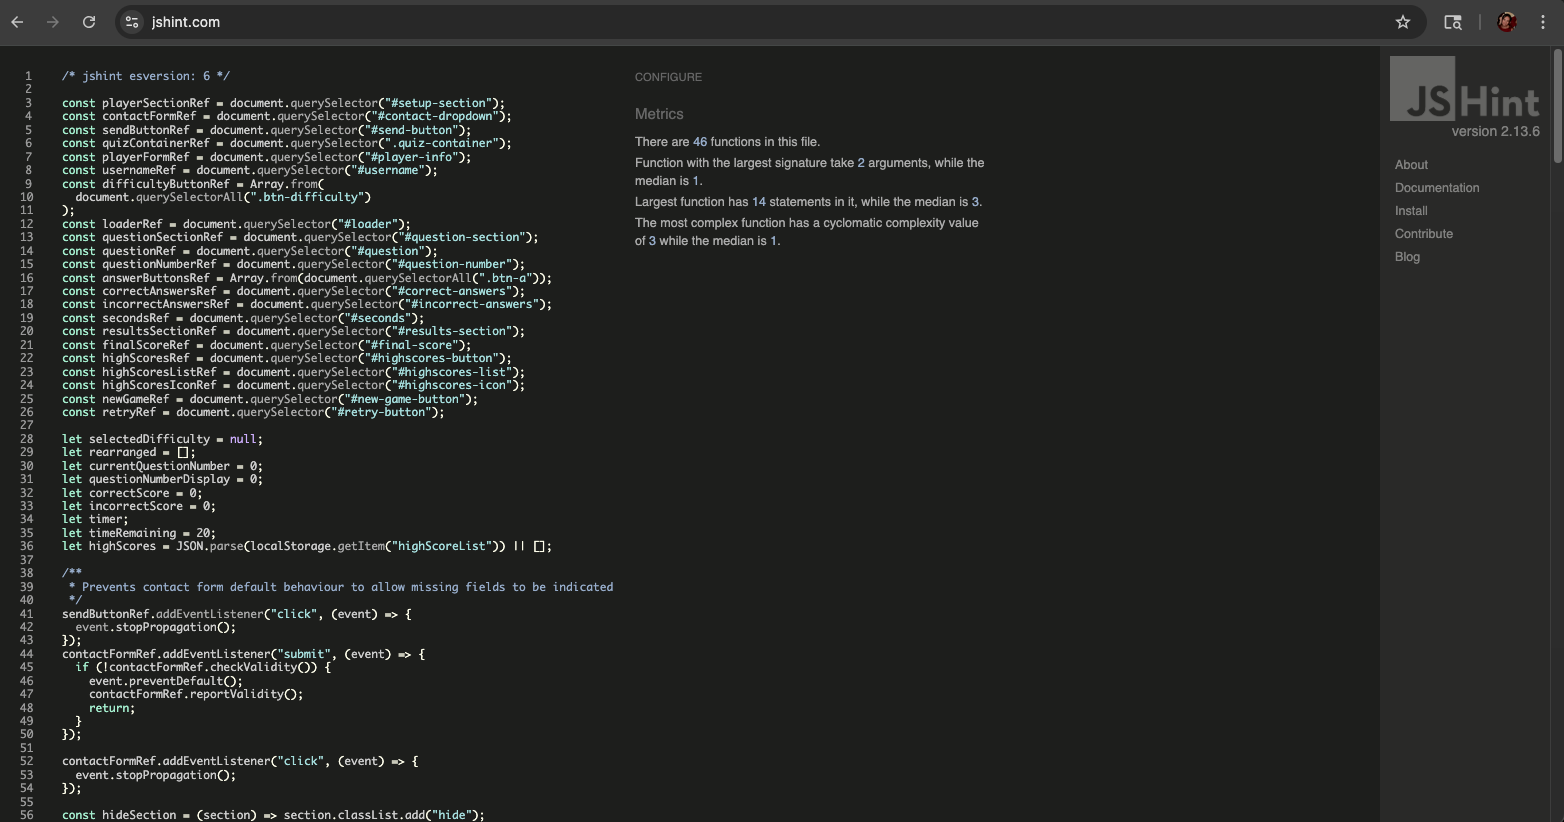 jshint.com
1 /* jshint esversion: 6 */
2
3 const playerSectionRef = document.querySelector("#setup-section");
4 const contactFormRef = document.querySelector("#contact-dropdown");
5 const sendButtonRef = document.querySelector("#send-button");
6 const quizContainerRef = document.querySelector(".quiz-container");
7 const playerFormRef = document.querySelector("#player-info");
8 const usernameRef = document.querySelector("#username");
9 const difficultyButtonRef = Array.from(
10   document.querySelectorAll(".btn-difficulty")
11 );
12 const loaderRef = document.querySelector("#loader");
13 const questionSectionRef = document.querySelector("#question-section");
14 const questionRef = document.querySelector("#question");
15 const questionNumberRef = document.querySelector("#question-number");
16 const answerButtonsRef = Array.from(document.querySelectorAll(".btn-a"));
17 const correctAnswersRef = document.querySelector("#correct-answers");
18 const incorrectAnswersRef = document.querySelector("#incorrect-answers");
19 const secondsRef = document.querySelector("#seconds");
20 const resultsSectionRef = document.querySelector("#results-section");
21 const finalScoreRef = document.querySelector("#final-score");
22 const highScoresRef = document.querySelector("#highscores-button");
23 const highScoresListRef = document.querySelector("#highscores-list");
24 const highScoresIconRef = document.querySelector("#highscores-icon");
25 const newGameRef = document.querySelector("#new-game-button");
26 const retryRef = document.querySelector("#retry-button");
27
28 let selectedDifficulty = null;
29 let rearranged = [];
30 let currentQuestionNumber = 0;
31 let questionNumberDisplay = 0;
32 let correctScore = 0;
33 let incorrectScore = 0;
34 let timer;
35 let timeRemaining = 20;
36 let highScores = JSON.parse(localStorage.getItem("highScoreList")) || [];
37
38 /**
39  * Prevents contact form default behaviour to allow missing fields to be indicated
40  */
41 sendButtonRef.addEventListener("click", (event) => {
42   event.stopPropagation();
43 });
44 contactFormRef.addEventListener("submit", (event) => {
45   if (!contactFormRef.checkValidity()) {
46     event.preventDefault();
47     contactFormRef.reportValidity();
48     return;
49   }
50 });
51
52 contactFormRef.addEventListener("click", (event) => {
53   event.stopPropagation();
54 });
55
56 const hideSection = (section) => section.classList.add("hide");
CONFIGURE
Metrics
There are 46 functions in this file.
Function with the largest signature take 2 arguments, while the
median is 1.
Largest function has 14 statements in it, while the median is 3.
The most complex function has a cyclomatic complexity value
of 3 while the median is 1.
JSHint
version 2.13.6
About
Documentation
Install
Contribute
Blog